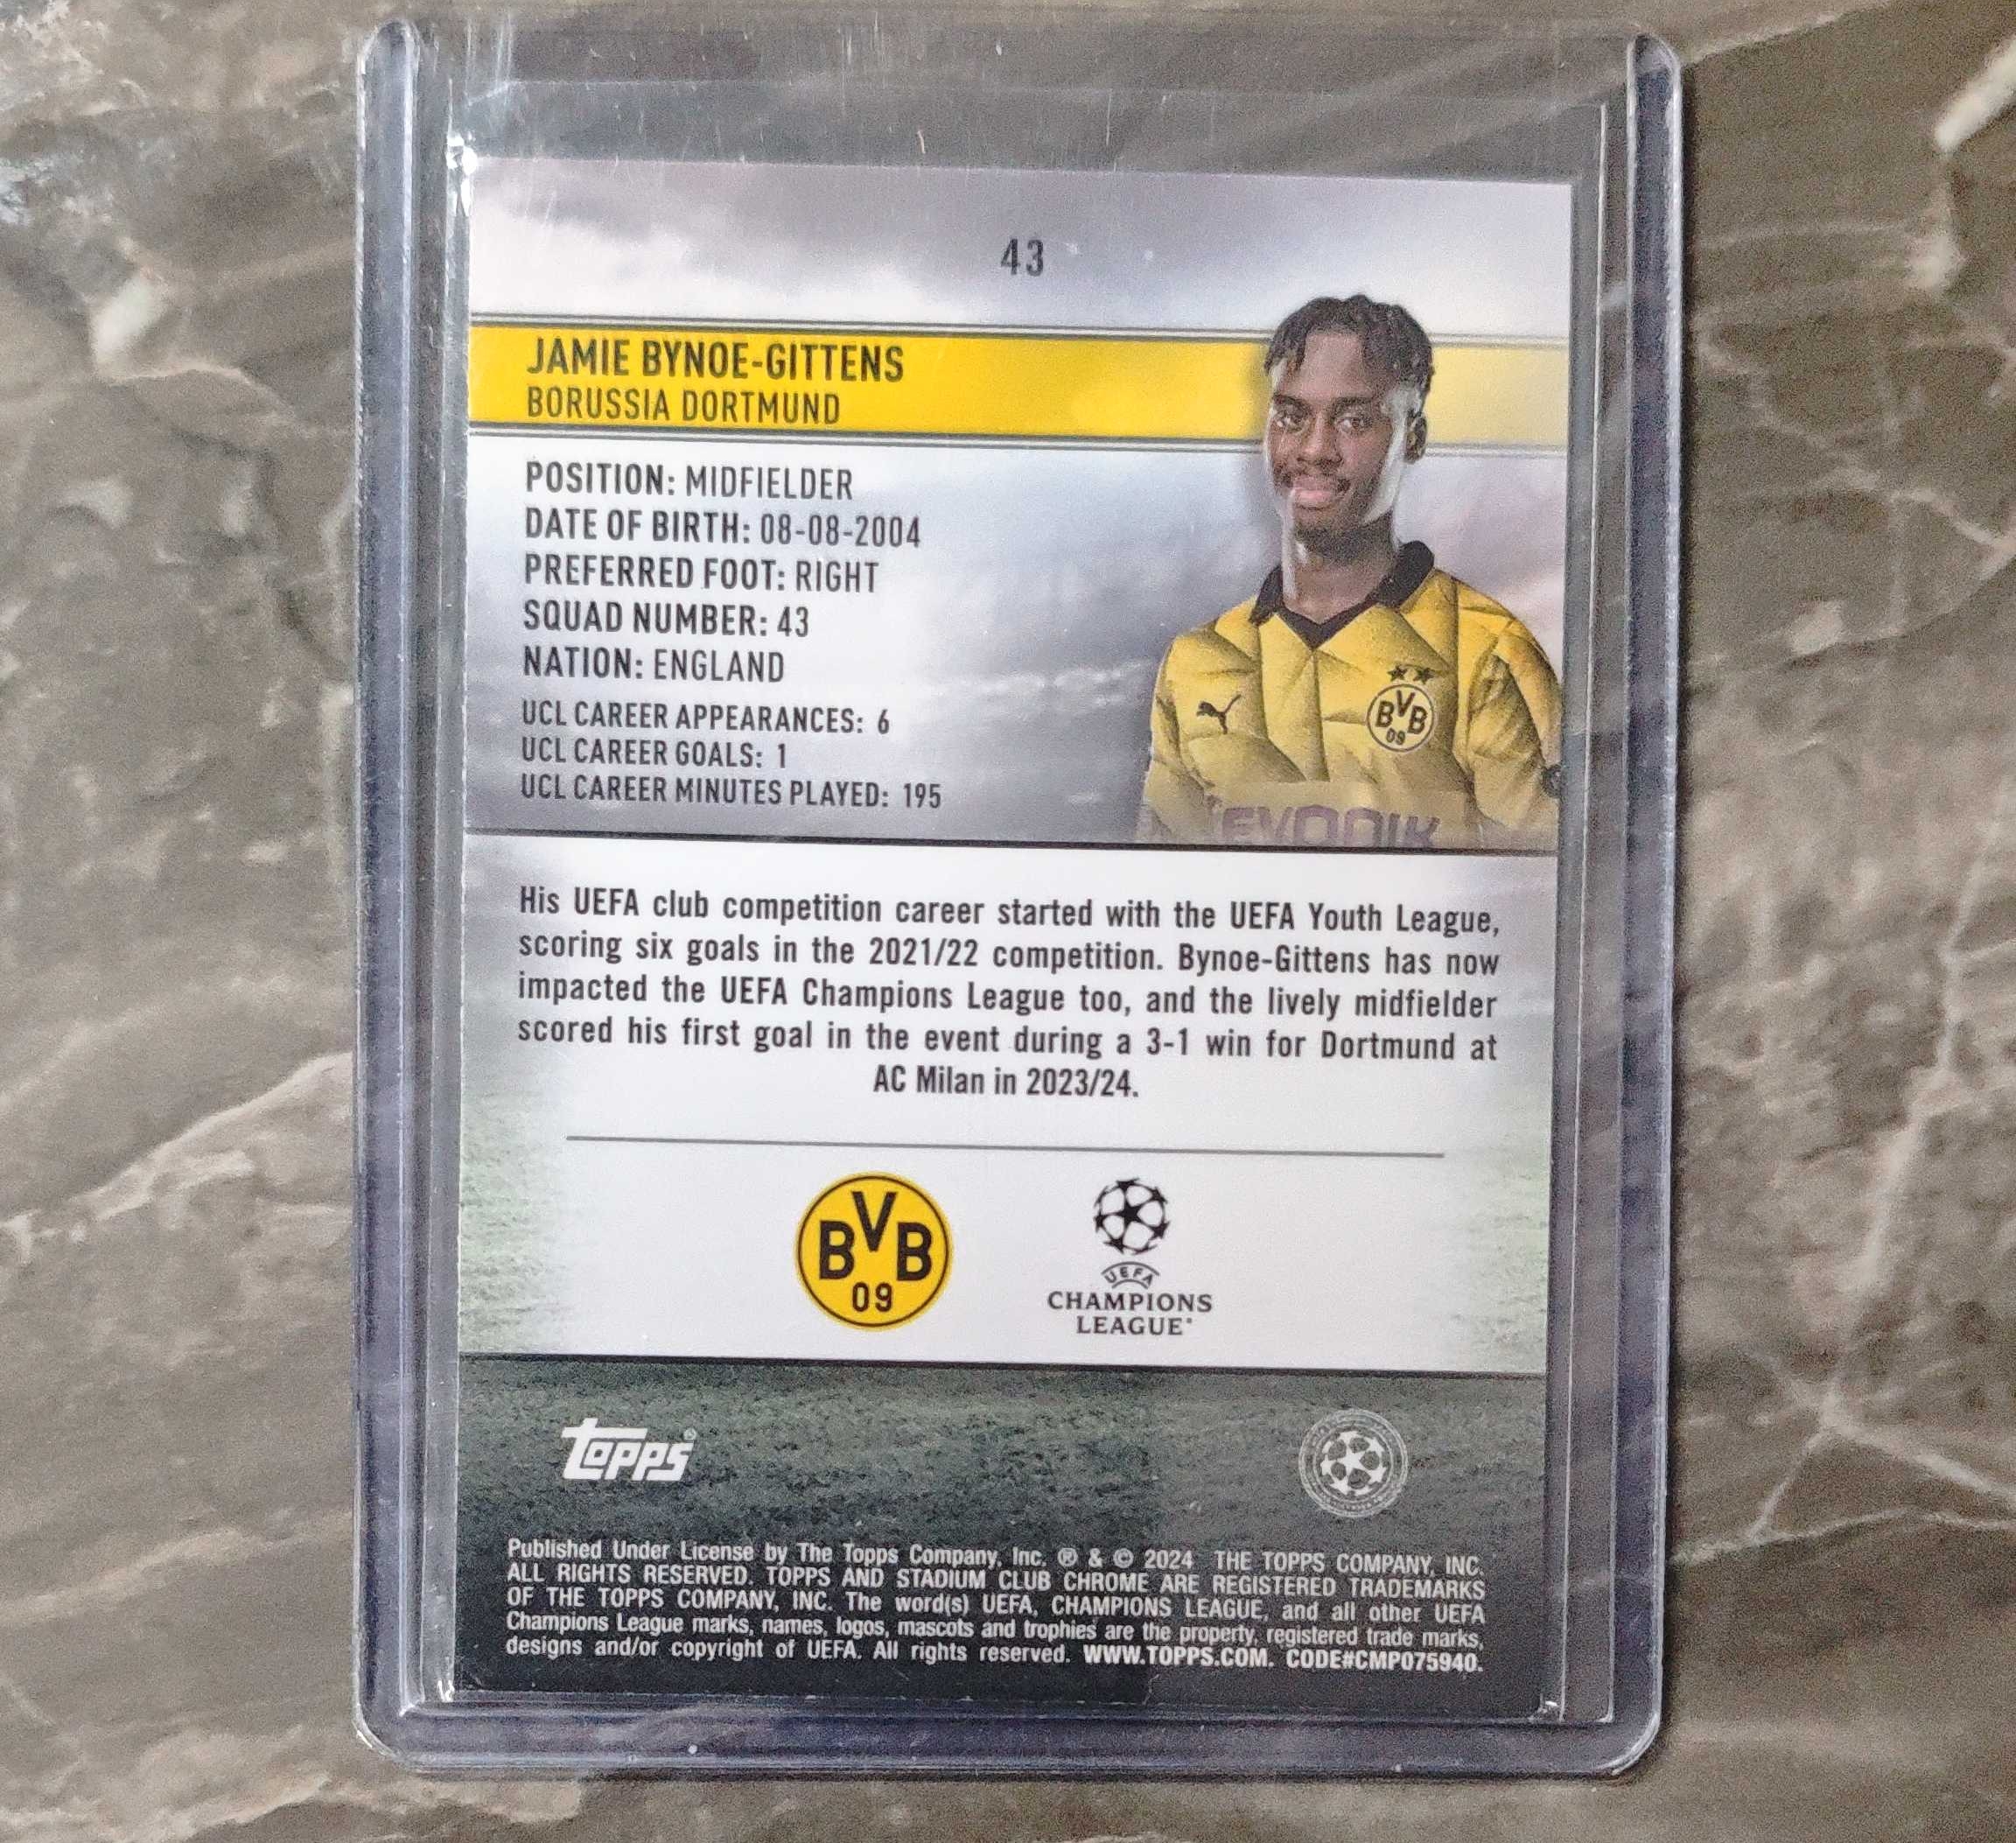 43
JAMIE BYNOE-GITTENS
BORUSSIA DORTMUND
POSITION: MIDFIELDER
DATE OF BIRTH: 08-08-2004
PREFERRED FOOT: RIGHT
SQUAD NUMBER: 43
NATION: ENGLAND
UCL CAREER APPEARANCES: 6
UCL CAREER GOALS: 1
UCL CAREER MINUTES PLAYED: 195
BVB
09
EVONIK
His UEFA club competition career started with the UEFA Youth League,
scoring six goals in the 2021/22 competition. Bynoe-Gittens has now
impacted the UEFA Champions League too, and the lively midfielder
scored his first goal in the event during a 3-1 win for Dortmund at
AC Milan in 2023/24.
BVB
09
UEFA
CHAMPIONS
LEAGUE®
topps®
Published Under License by The Topps Company, Inc. ® & © 2024 THE TOPPS COMPANY, INC.
ALL RIGHTS RESERVED. TOPPS AND STADIUM CLUB CHROME ARE REGISTERED TRADEMARKS
OF THE TOPPS COMPANY, INC. The word(s) UEFA, CHAMPIONS LEAGUE, and all other UEFA
Champions League marks, names, logos, mascots and trophies are the property, registered trade marks,
designs and/or copyright of UEFA. All rights reserved. WWW.TOPPS.COM. CODE#CMP075940.